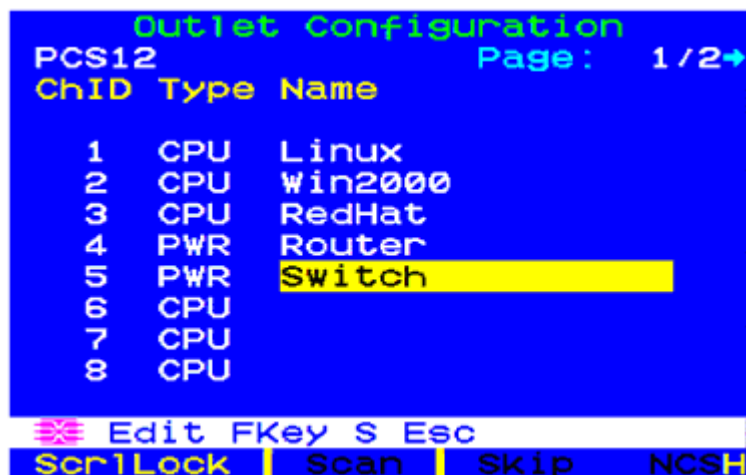 Outlet Configuration
PCS12 Page: 1/2→
ChID Type Name
1 CPU Linux
2 CPU Win2000
3 CPU RedHat
4 PWR Router
5 PWR Switch
6 CPU
7 CPU
8 CPU
Edit FKey S Esc
ScrlLock Scan Skip NCSH